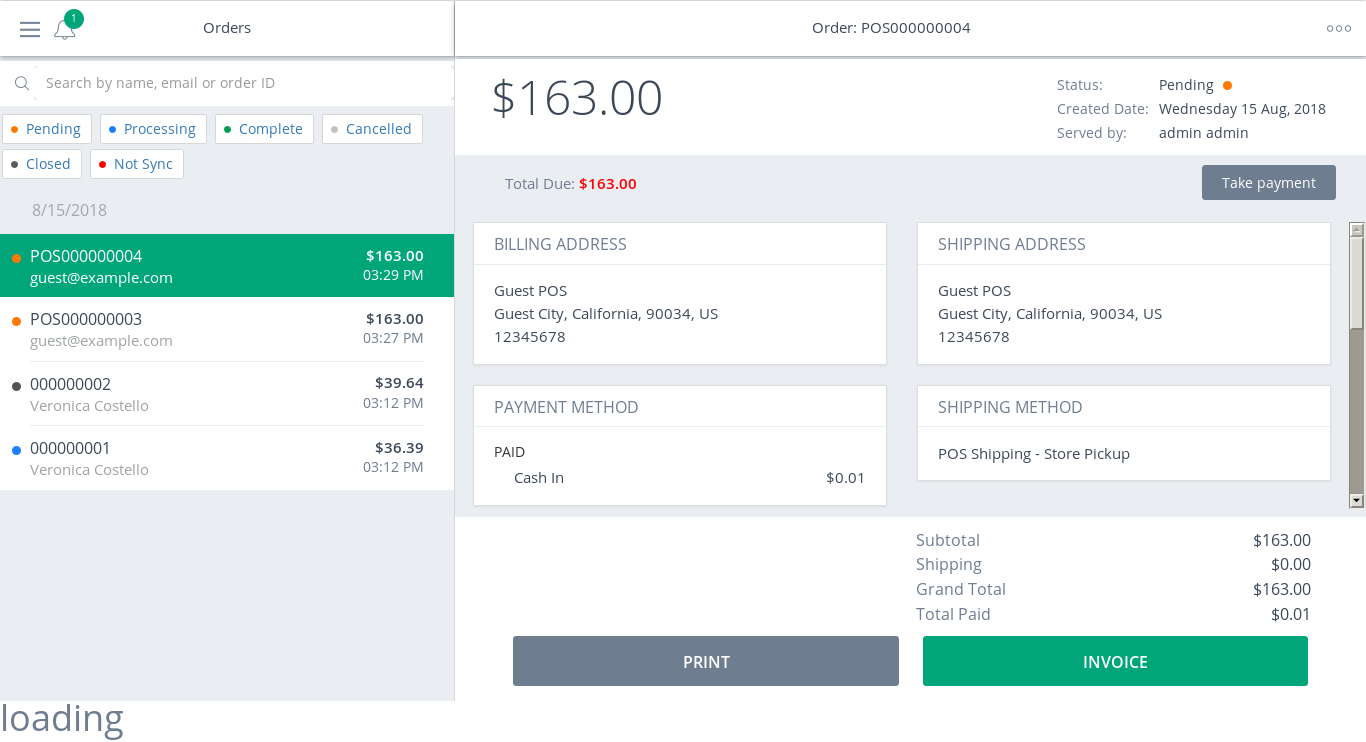 1
Orders
Order: POS000000004
Search by name, email or order ID
Pending
Processing
Complete
Cancelled
Closed
Not Sync
8/15/2018
POS000000004 $163.00
guest@example.com 03:29 PM
POS000000003 $163.00
guest@example.com 03:27 PM
000000002 $39.64
Veronica Costello 03:12 PM
000000001 $36.39
Veronica Costello 03:12 PM
$163.00
Status: Pending
Created Date: Wednesday 15 Aug, 2018
Served by: admin admin
Total Due: $163.00
Take payment
BILLING ADDRESS
Guest POS
Guest City, California, 90034, US
12345678
SHIPPING ADDRESS
Guest POS
Guest City, California, 90034, US
12345678
PAYMENT METHOD
PAID
Cash In $0.01
SHIPPING METHOD
POS Shipping - Store Pickup
Subtotal $163.00
Shipping $0.00
Grand Total $163.00
Total Paid $0.01
PRINT
INVOICE
loading